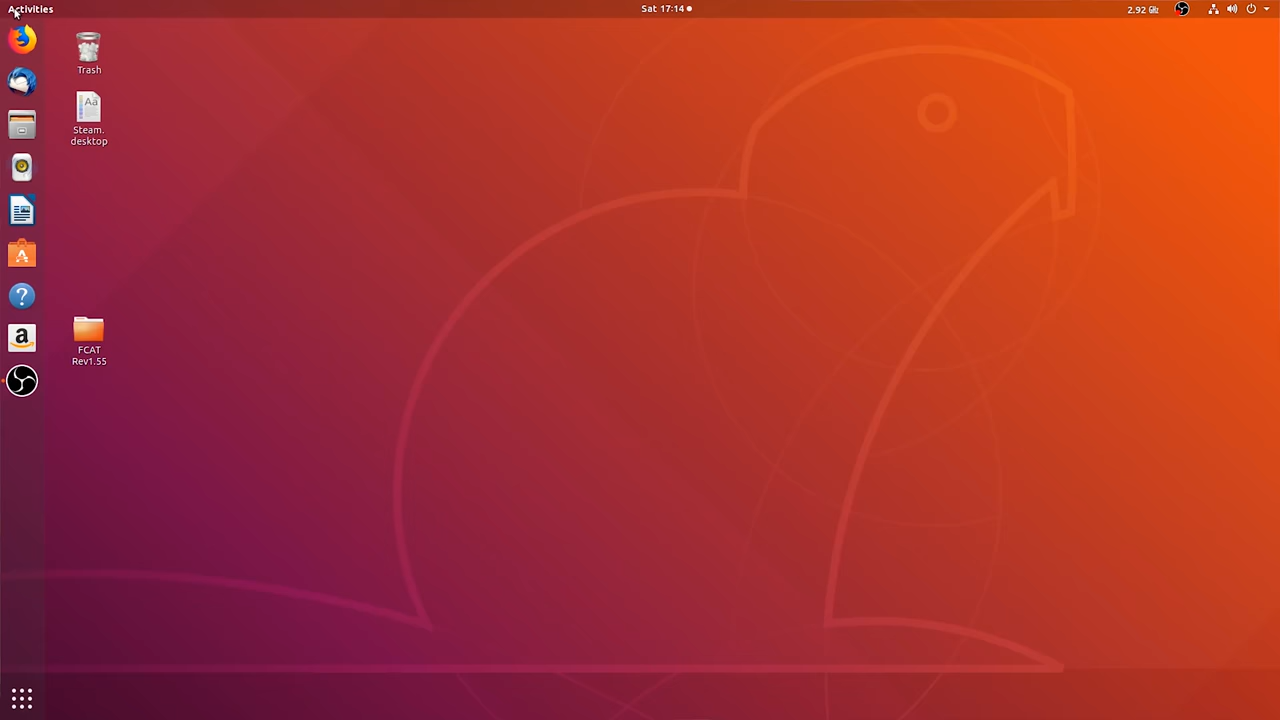 Activities
Sat 17:14
2.92 GHz
Trash
Steam.
desktop
FCAT
Rev1.55